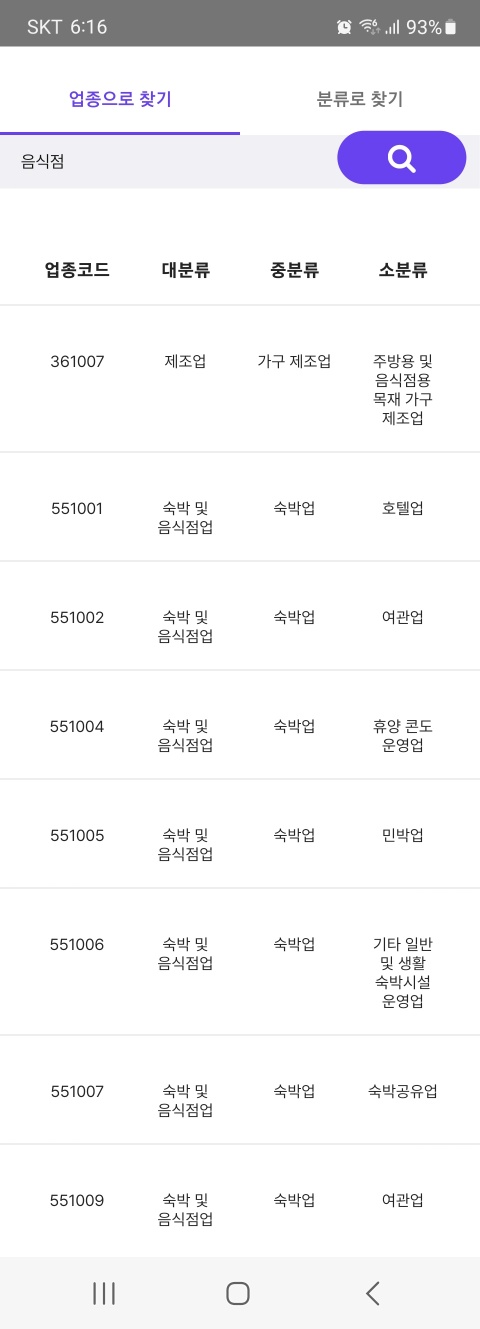 SKT 6:16 93%
업종으로 찾기 분류로 찾기
음식점
업종코드 대분류 중분류 소분류
361007 제조업 가구 제조업 주방용 및
음식점용
목재 가구
제조업
551001 숙박 및 숙박업 호텔업
음식점업
551002 숙박 및 숙박업 여관업
음식점업
551004 숙박 및 숙박업 휴양 콘도
음식점업 운영업
551005 숙박 및 숙박업 민박업
음식점업
551006 숙박 및 숙박업 기타 일반
음식점업 및 생활
숙박시설
운영업
551007 숙박 및 숙박업 숙박공유업
음식점업
551009 숙박 및 숙박업 여관업
음식점업